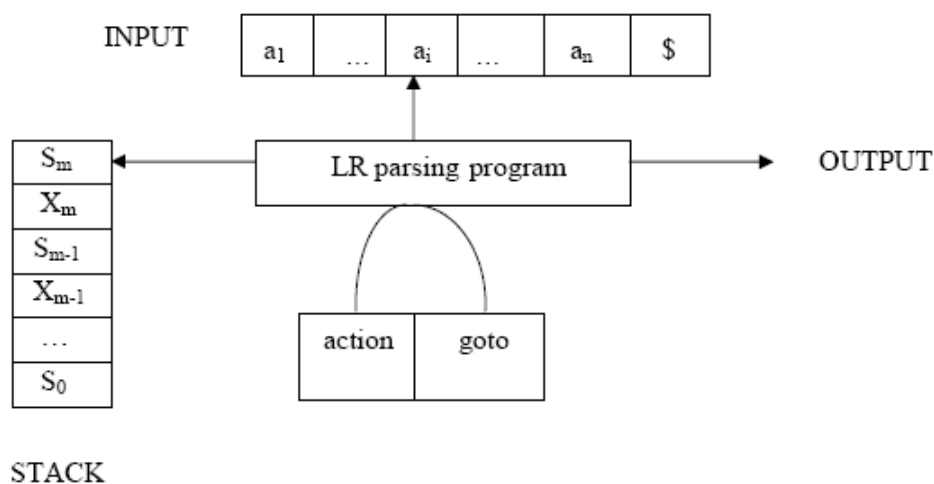 INPUT
a₁ … aᵢ … aₙ $
Sₘ
LR parsing program
OUTPUT
Xₘ
Sₘ₋₁
Xₘ₋₁
action goto
…
S₀
STACK